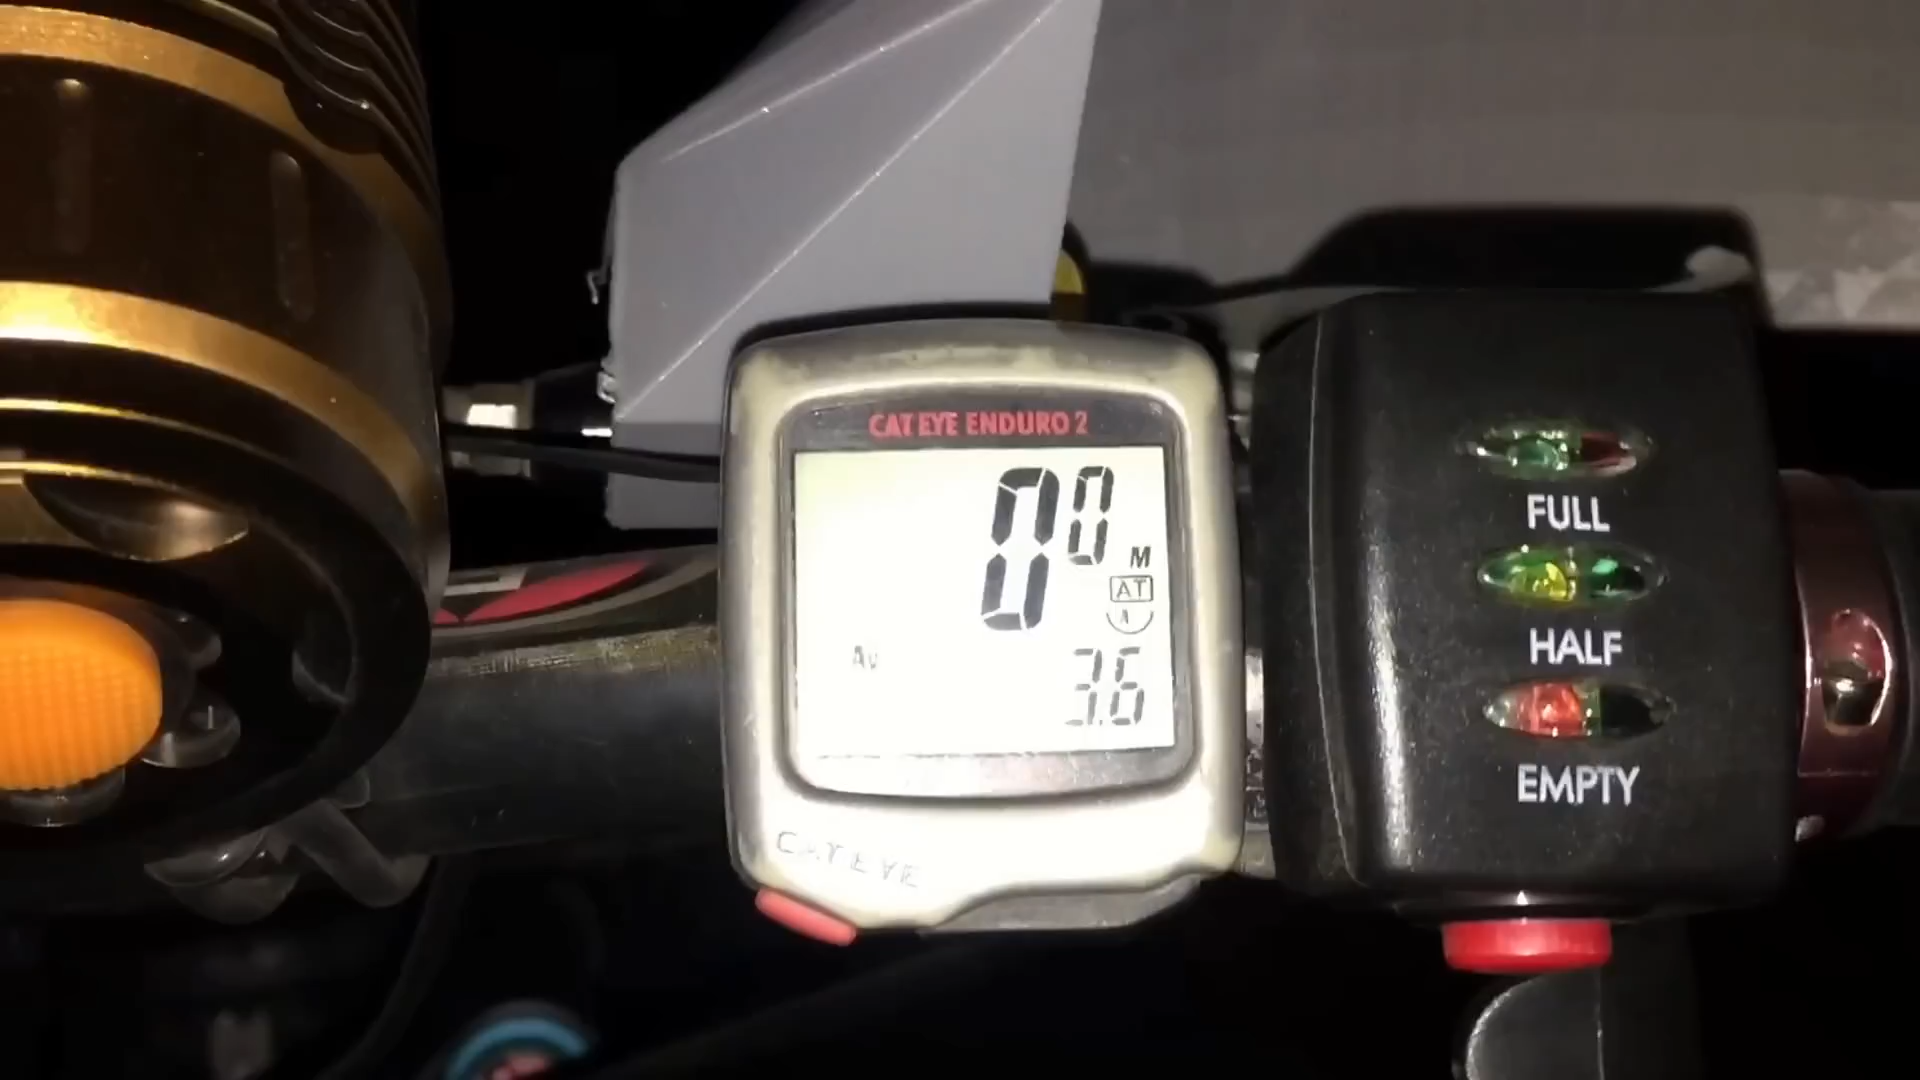 CAT EYE ENDURO 2
00
M
AT
Av
3.6
CATEYE
FULL
HALF
EMPTY